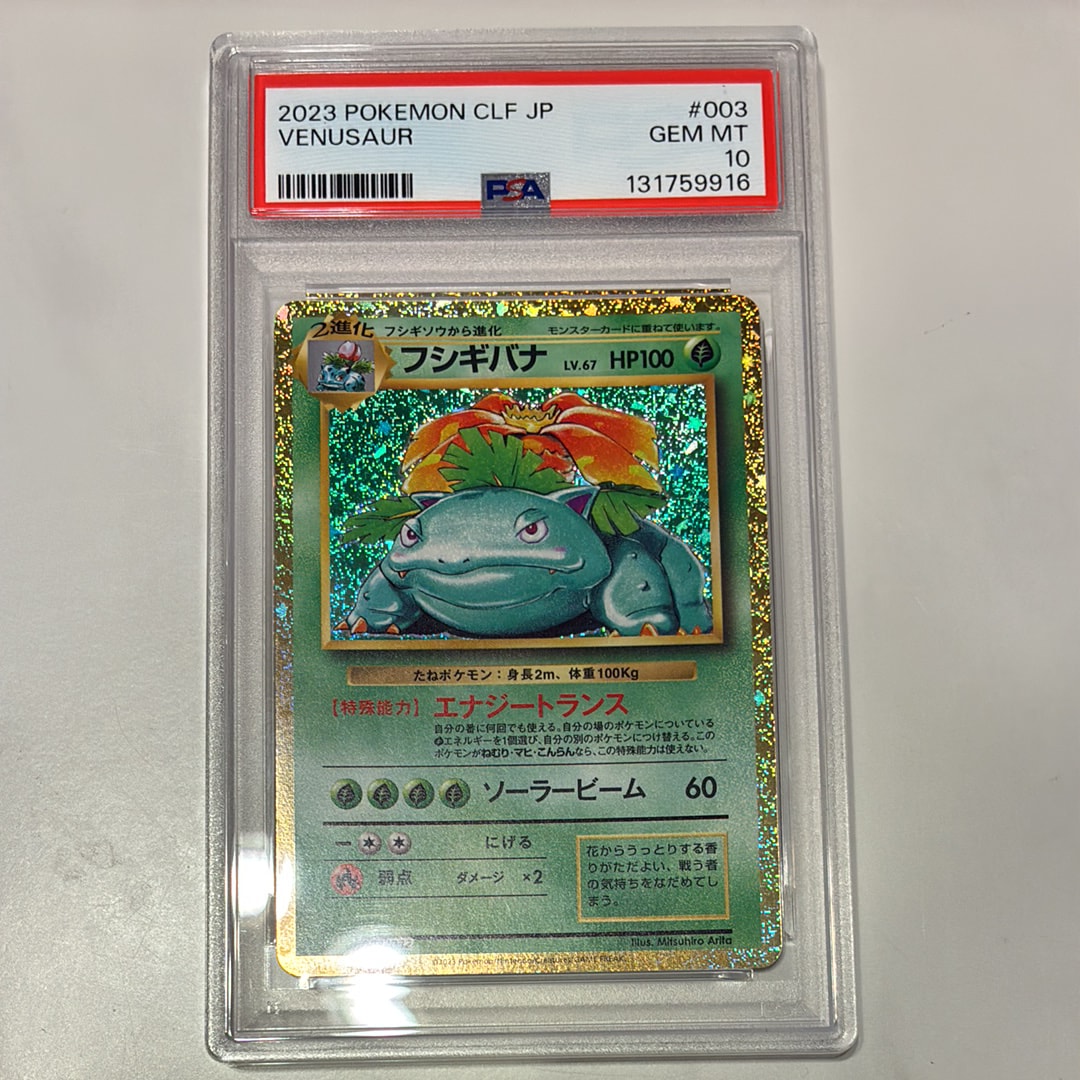 2023 POKEMON CLF JP #003
VENUSAUR GEM MT
10
PSA 131759916
2進化 フシギソウから進化 モンスターカードに重ねて使います。
フシギバナ LV.67 HP100
たねポケモン：身長2m、体重100Kg
[特殊能力] エナジートランス
自分の番に何回でも使える。自分の場のポケモンについている
エネルギーを1個選び、自分の別のポケモンにつけ替える。この
ポケモンがねむり・マヒ・こんらんなら、この特殊能力は使えない。
ソーラービーム 60
ー にげる
弱点 ダメージ ×2
花からうっとりする香
りがただよい、戦う者
の気持ちをなだめてし
まう。
Illus. Mitsuhiro Arita
©2023 Pokémon/Nintendo/Creatures/GAME FREAK.